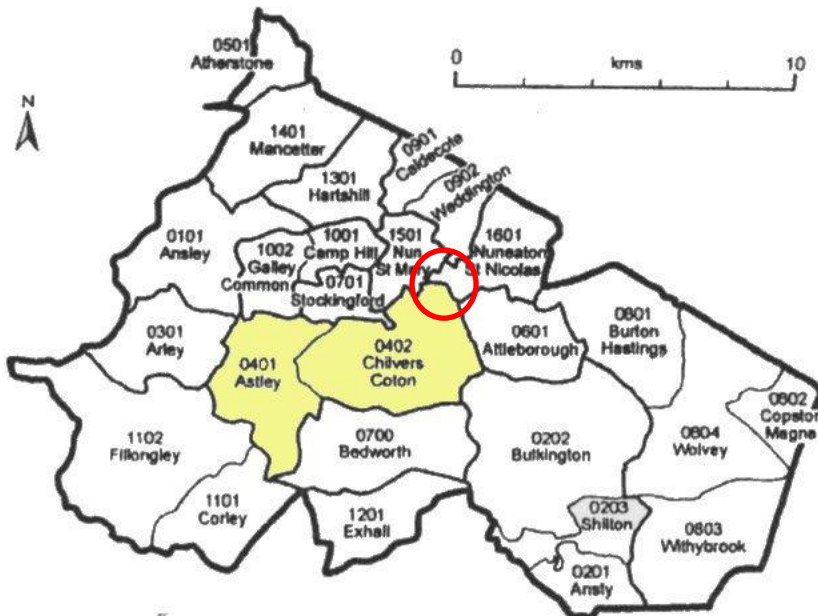 0501
Atherstone
0
kms
10
N
1401
Mancetter
0901
Caldecote
0902
Weddington
1301
Hartshill
0101
Ansley
1002
Galley
Common
1001
Camp Hill
1501
Nun
St Mary
1601
Nuneaton
St Nicolas
0701
Stockingford
0301
Arley
0401
Astley
0402
Chilvers
Coton
0601
Attleborough
0801
Burton
Hastings
0802
Copston
Magna
1102
Fillongley
0700
Bedworth
0202
Bulkington
0804
Wolvey
1101
Corley
1201
Exhall
0203
Shilton
0803
Withybrook
0201
Ansty